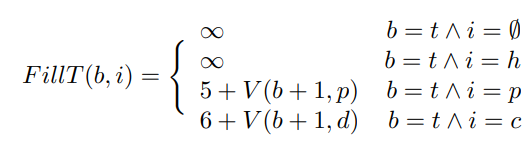 ∞ b = t ∧ i = ∅
∞ b = t ∧ i = h
FillT(b, i) = {
5 + V(b + 1, p) b = t ∧ i = p
6 + V(b + 1, d) b = t ∧ i = c